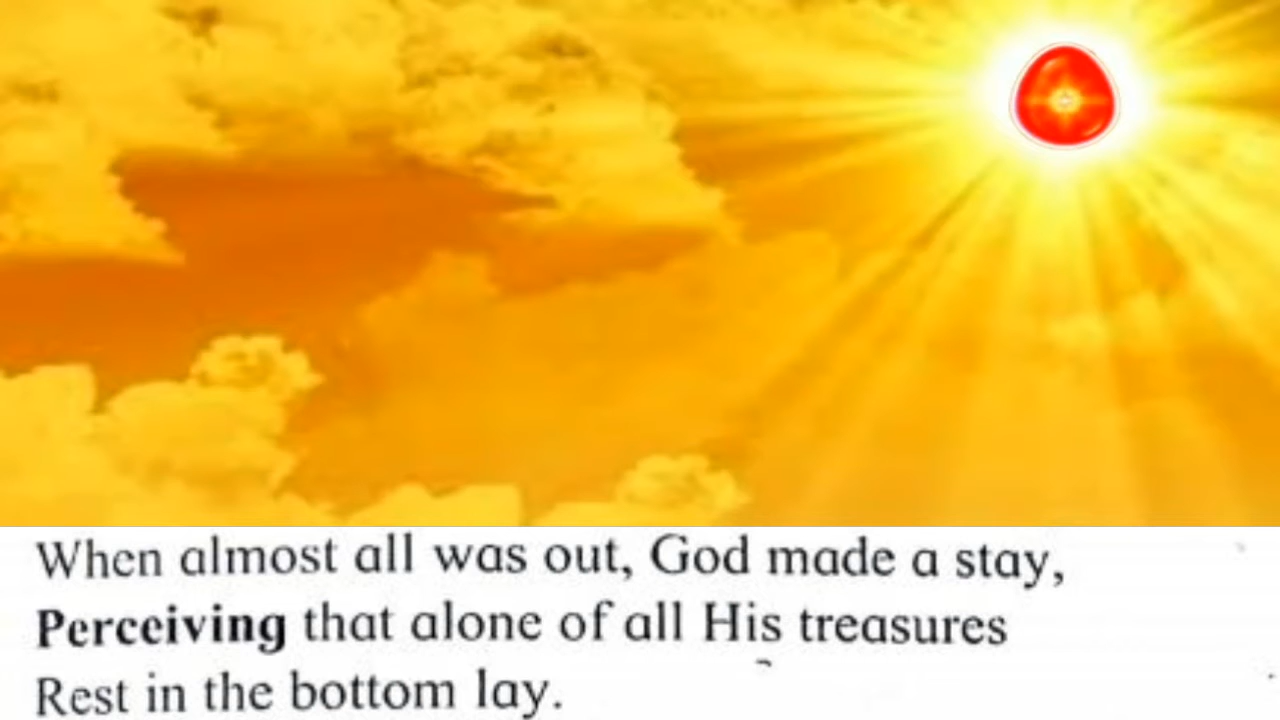 When almost all was out, God made a stay,
Perceiving that alone of all His treasures
Rest in the bottom lay.